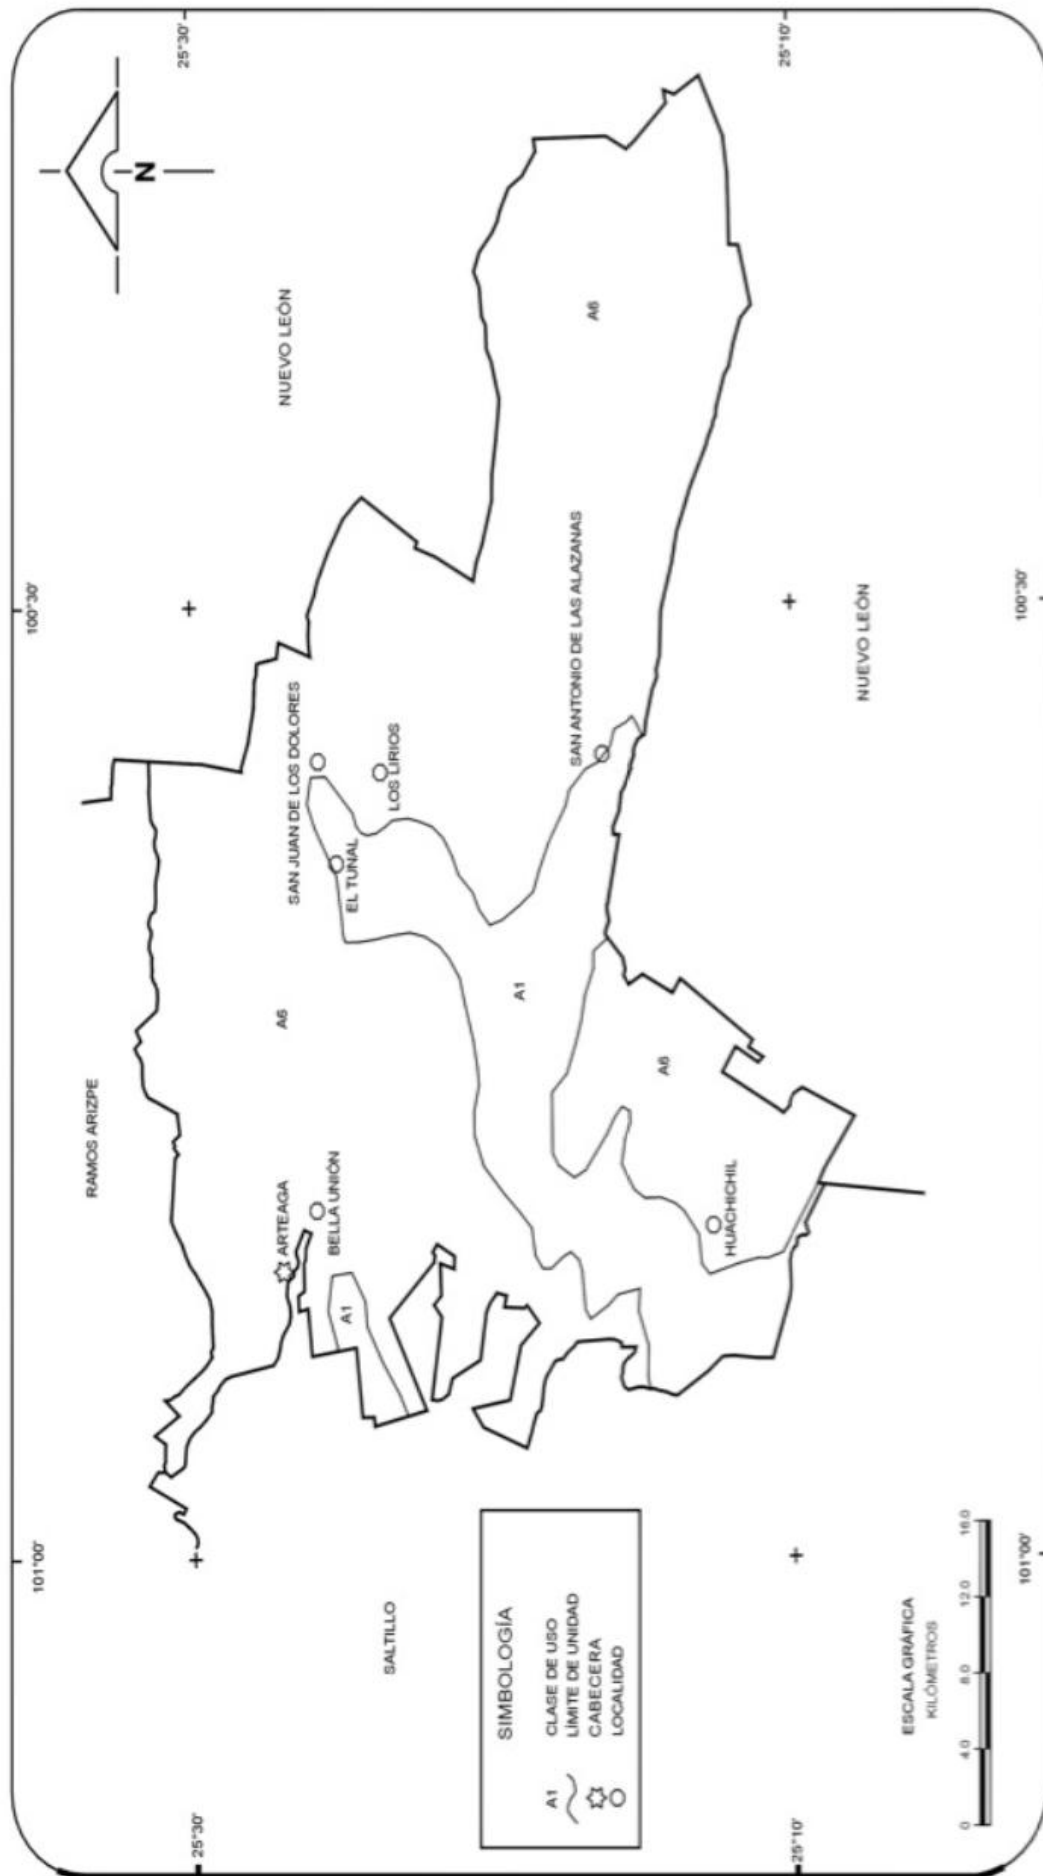 101°00'
100°30'
RAMOS ARIZPE
N
25°30'
25°30'
ARTEAGA
A6
NUEVO LEÓN
SAN JUAN DE LOS DOLORES
BELLA UNIÓN
A1
EL TUNAL
SALTILLO
LOS LIRIOS
A1
SAN ANTONIO DE LAS ALAZANAS
A6
A6
HUACHICHIL
NUEVO LEÓN
SIMBOLOGÍA
A1 CLASE DE USO
LÍMITE DE UNIDAD
CABECERA
LOCALIDAD
25°10'
25°10'
ESCALA GRÁFICA
KILÓMETROS
0 4.0 8.0 12.0 16.0
101°00'
100°30'